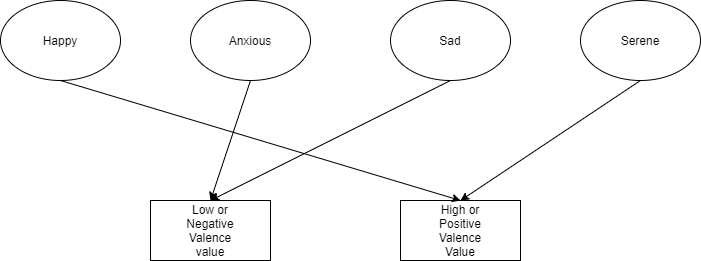 Happy
Anxious
Sad
Serene
Low or
Negative
Valence
value
High or
Positive
Valence
Value